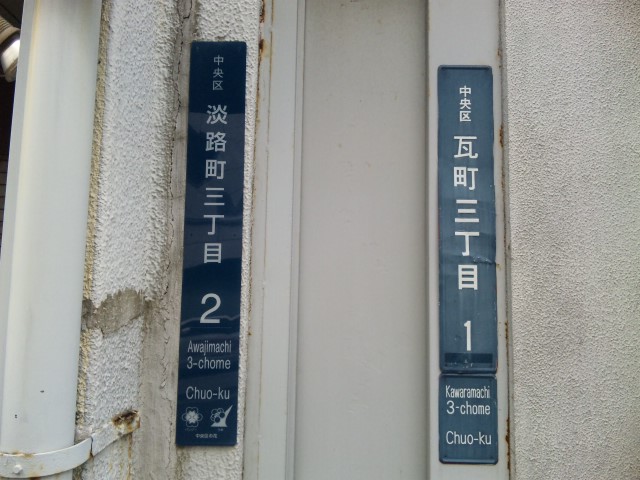 中央区
淡路町三丁目
2
Awajimachi
3-chome
Chuo-ku
中央区
瓦町三丁目
1
Kawaramachi
3-chome
Chuo-ku